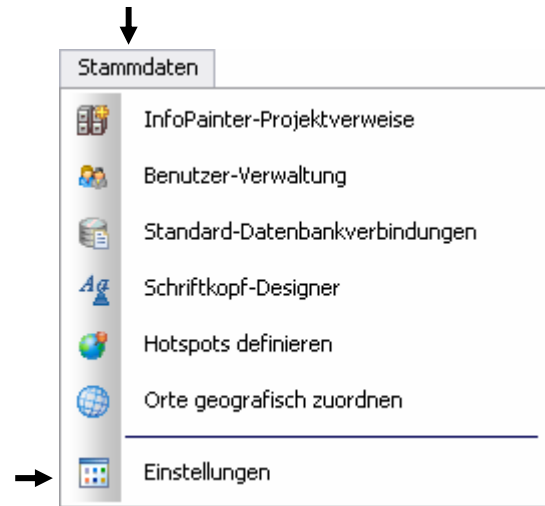 Stammdaten
InfoPainter-Projektverweise
Benutzer-Verwaltung
Standard-Datenbankverbindungen
Schriftkopf-Designer
Hotspots definieren
Orte geografisch zuordnen
Einstellungen